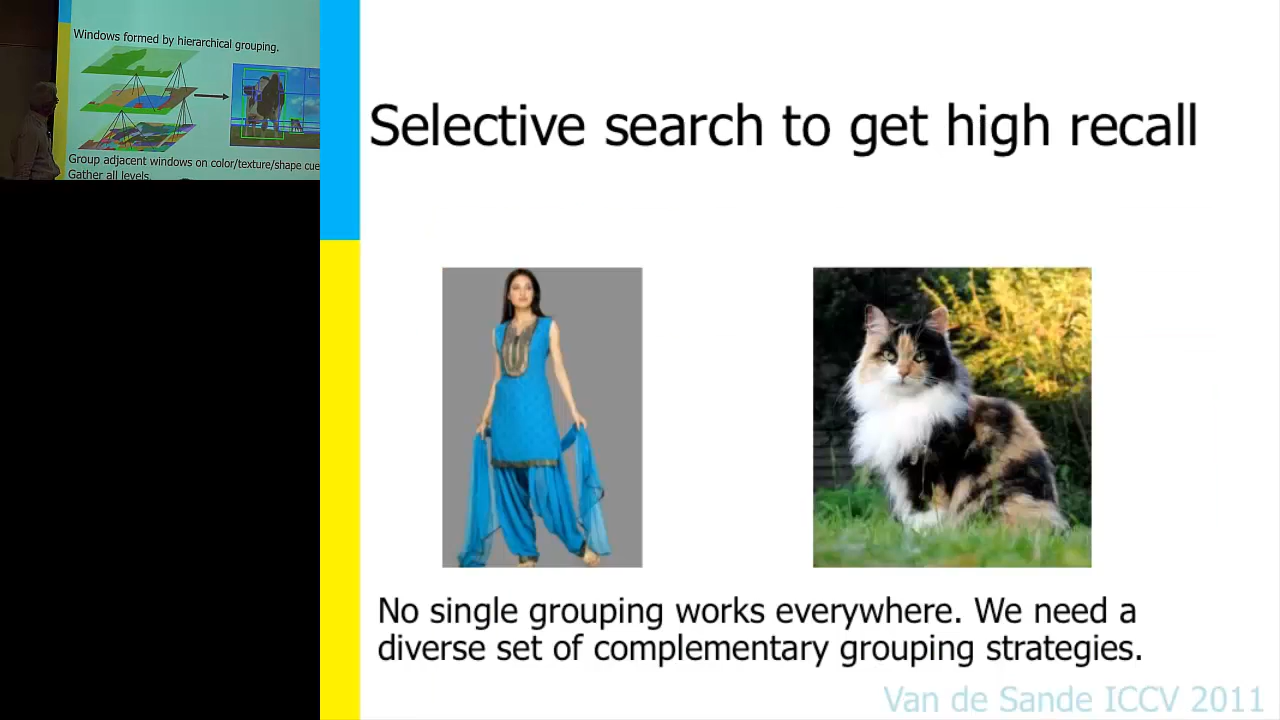 Windows formed by hierarchical grouping.
Group adjacent windows on color/texture/shape cue
Gather all levels.
Selective search to get high recall
No single grouping works everywhere. We need a
diverse set of complementary grouping strategies.
Van de Sande ICCV 2011